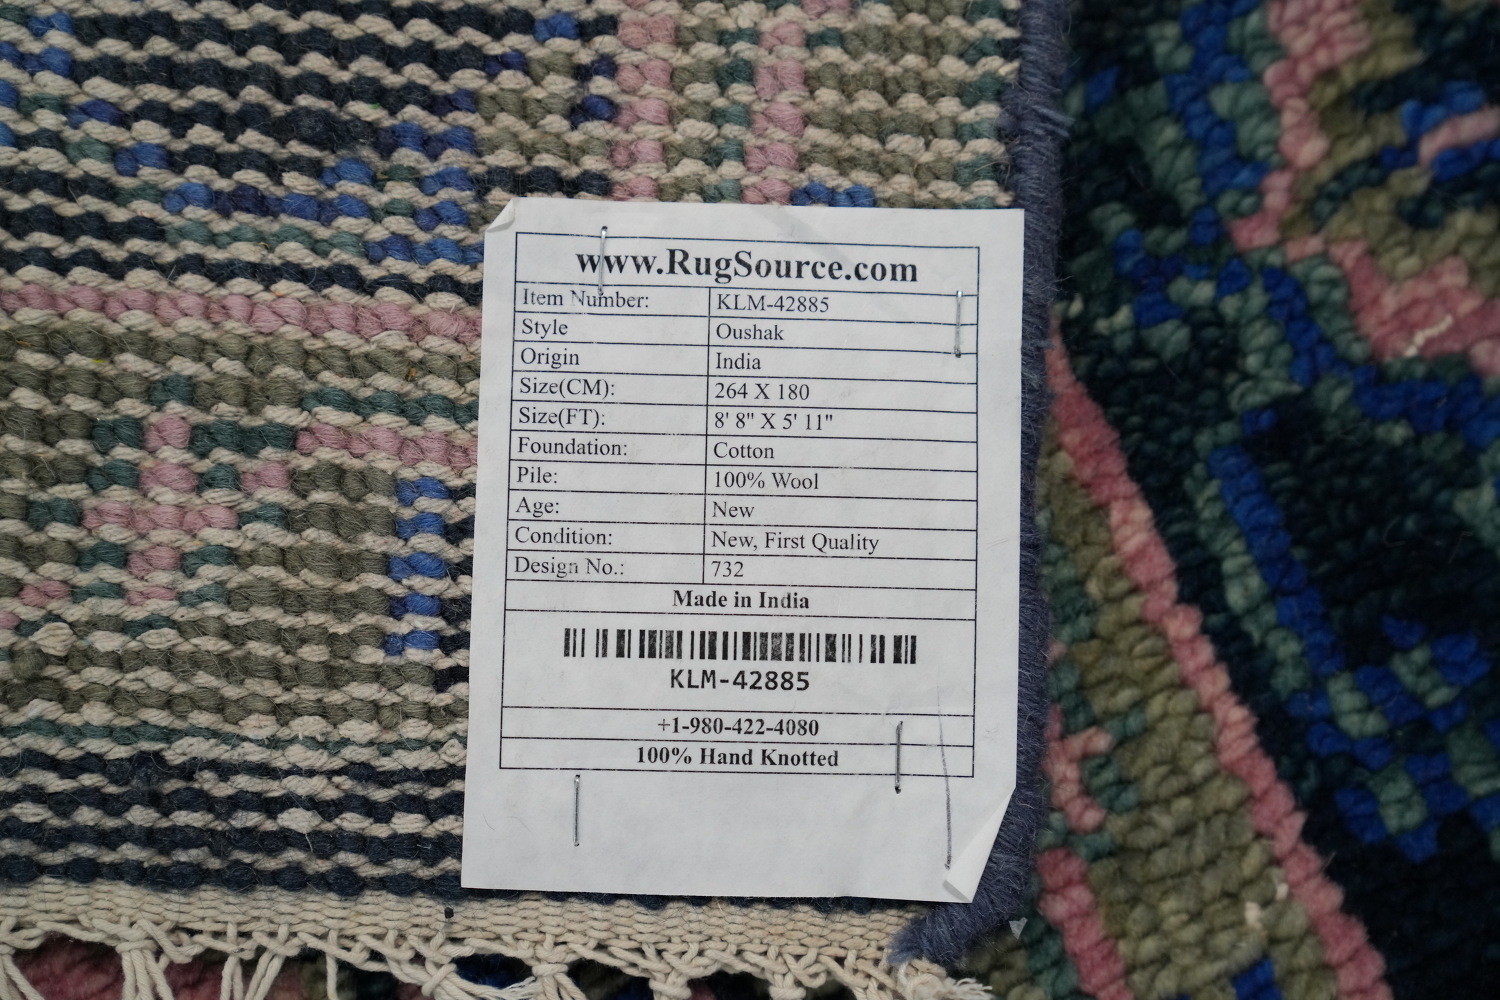 www.RugSource.com
Item Number: KLM-42885
Style Oushak
Origin India
Size(CM): 264 X 180
Size(FT): 8' 8" X 5' 11"
Foundation: Cotton
Pile: 100% Wool
Age: New
Condition: New, First Quality
Design No.: 732
Made in India
KLM-42885
+1-980-422-4080
100% Hand Knotted